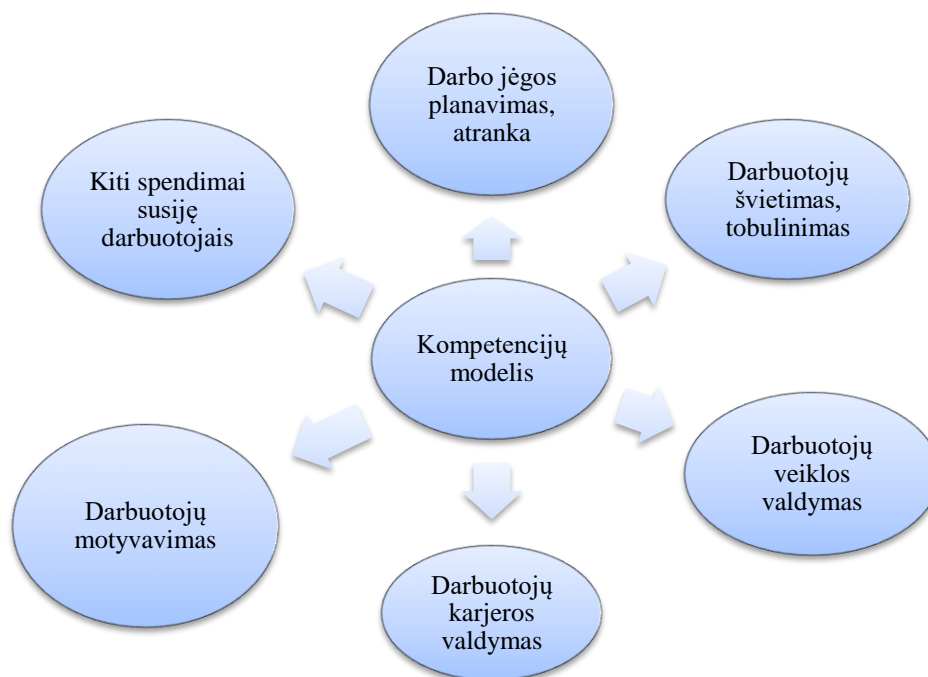 Darbo jėgos
planavimas,
atranka
Kiti spendimai
susiję
darbuotojais
Darbuotojų
švietimas,
tobulinimas
Kompetencijų
modelis
Darbuotojų
motyvavimas
Darbuotojų
veiklos
valdymas
Darbuotojų
karjeros
valdymas